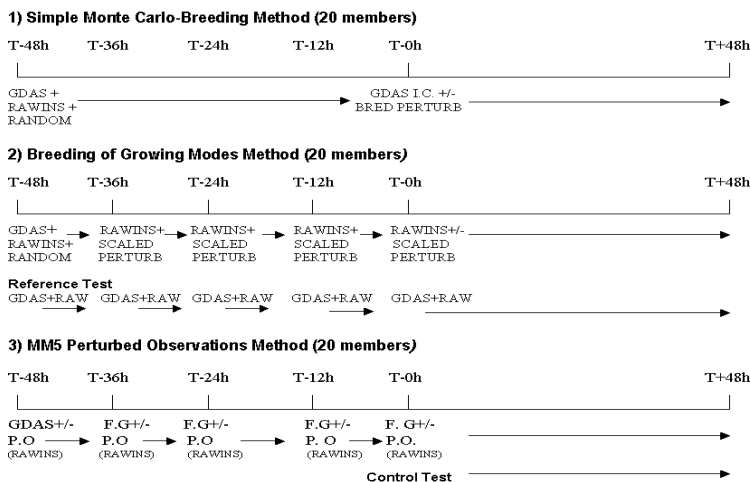 1) Simple Monte Carlo-Breeding Method (20 members)
T-48h T-36h T-24h T-12h T-0h T+48h
GDAS + GDAS I.C. +/-
RAWINS + BRED PERTURB
RANDOM
2) Breeding of Growing Modes Method (20 members)
T-48h T-36h T-24h T-12h T-0h T+48h
GDAS+ RAWINS+ RAWINS+ RAWINS+ RAWINS+/-
RAWINS+ SCALED SCALED SCALED SCALED
RANDOM PERTURB PERTURB PERTURB PERTURB
Reference Test
GDAS+RAW GDAS+RAW GDAS+RAW GDAS+RAW GDAS+RAW
3) MM5 Perturbed Observations Method (20 members)
T-48h T-36h T-24h T-12h T-0h T+48h
GDAS+/- F.G+/- F.G+/- F.G+/- F. G+/-
P.O P.O P.O P. O P.O.
(RAWINS) (RAWINS) (RAWINS) (RAWINS) (RAWINS)
Control Test